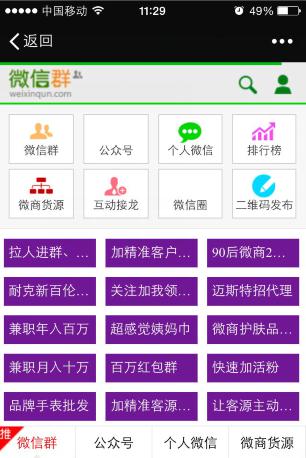 中国移动 11:29 49%
返回
微信群
weixinqun.com
微信群 公众号 个人微信 排行榜
微商货源 互动接龙 微信圈 二维码发布
拉人进群、... 加精准客户... 90后微商2...
耐克新百伦... 关注加我领... 迈斯特招代理
兼职年入百万 超感觉姨妈巾 微商护肤品...
兼职月入十万 百万红包群 快速加活粉
品牌手表批发 加精准客源... 让客源主动...
推
微信群 公众号 个人微信 微商货源